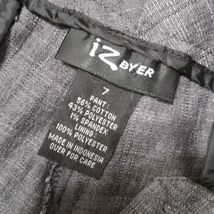 iz BYER
7
PANT:
56% COTTON
43% POLYESTER
1% SPANDEX
LINING:
100% POLYESTER
MADE IN INDONESIA
OVER FOR CARE